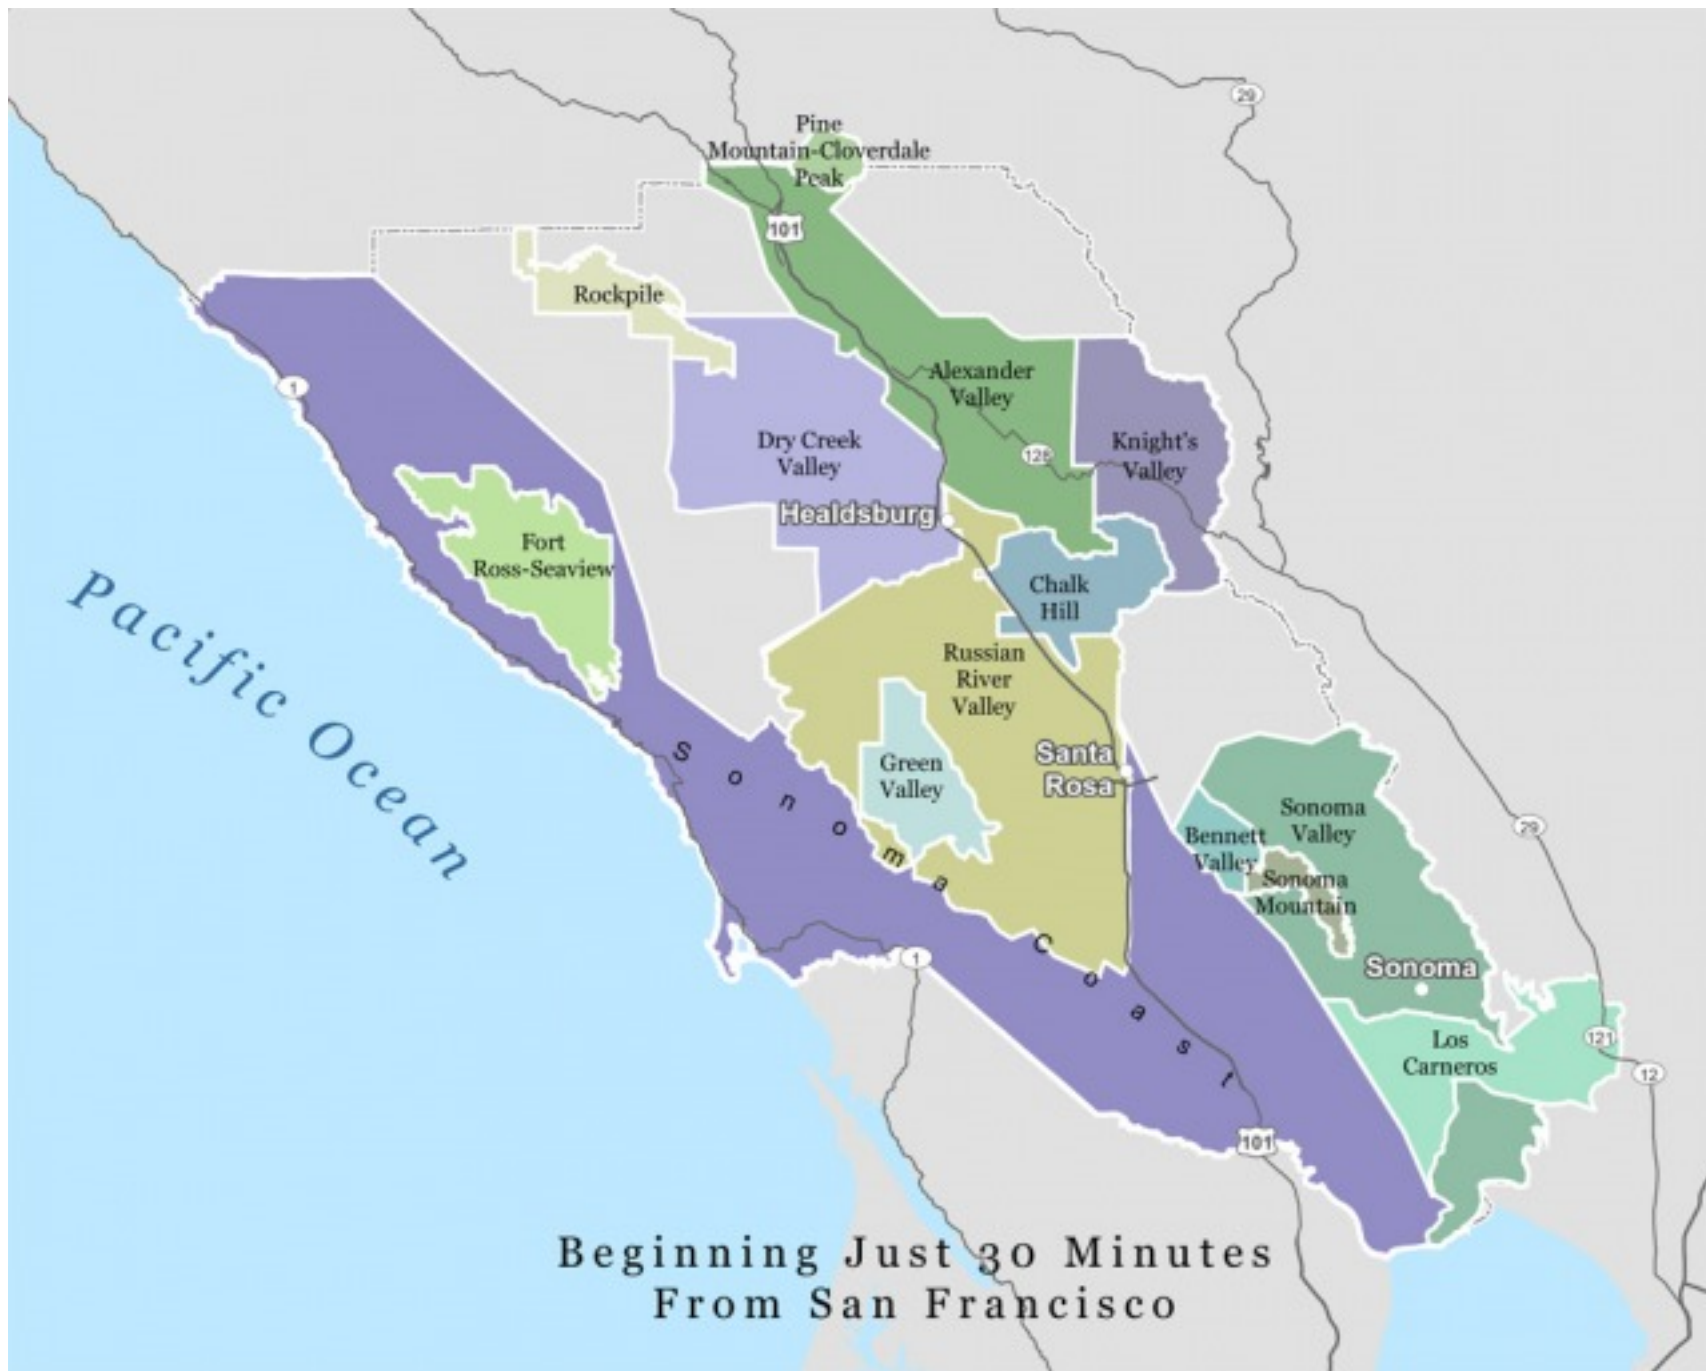 29
Pine
Mountain-Cloverdale
Peak
101
Rockpile
1
Alexander
Valley
Dry Creek
Valley
128
Knight's
Valley
Healdsburg
Fort
Ross-Seaview
Chalk
Hill
Pacific Ocean
Russian
River
Valley
Sonoma Coast
Green
Valley
Santa
Rosa
Sonoma
Valley
29
Bennett
Valley
Sonoma
Mountain
1
Sonoma
Los
Carneros
121
12
101
Beginning Just 30 Minutes
From San Francisco